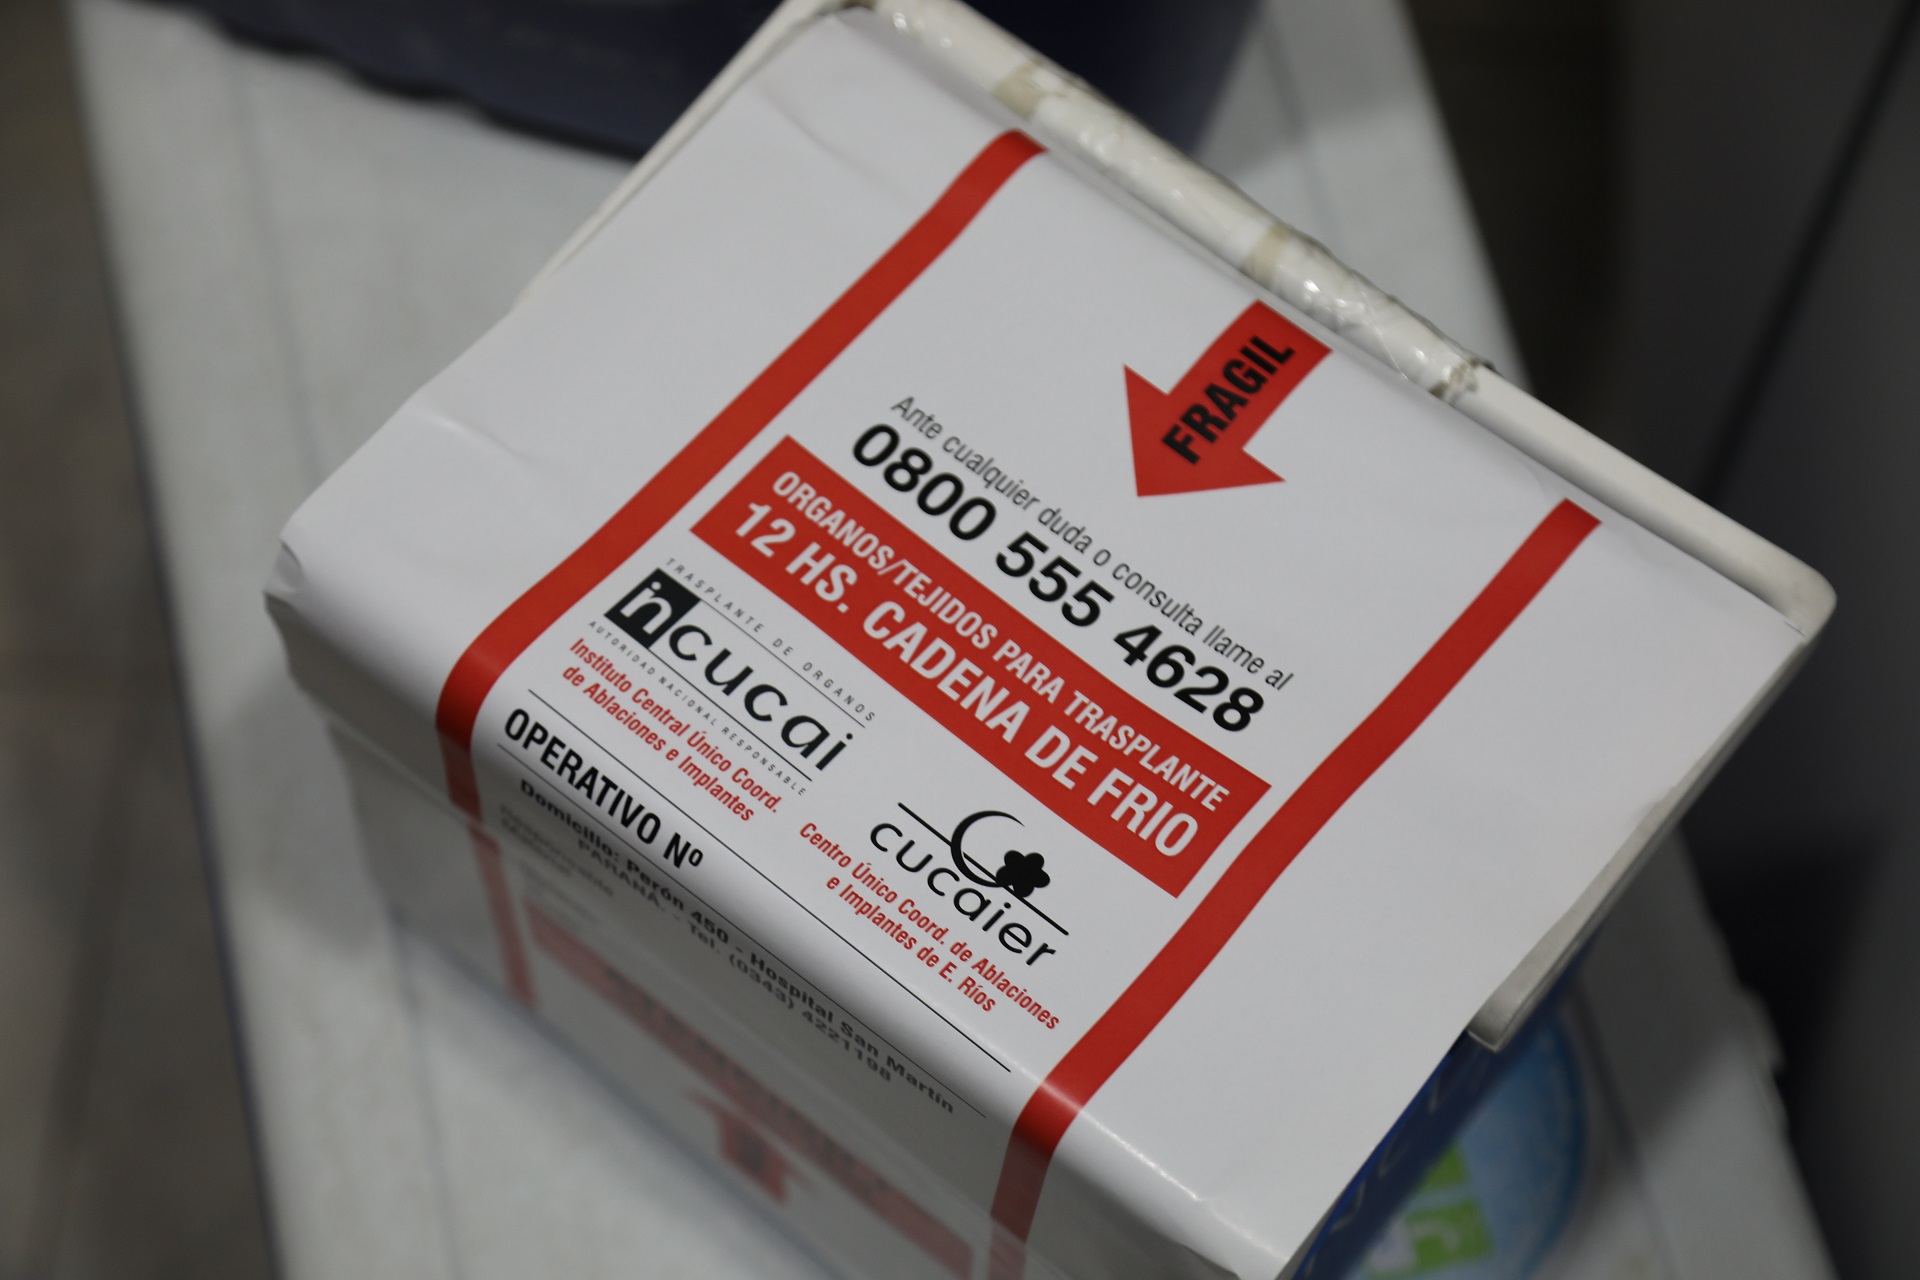 FRAGIL
Ante cualquier duda o consulta llame al
0800 555 4628
ORGANOS/TEJIDOS PARA TRASPLANTE
12 HS. CADENA DE FRIO
TRASPLANTE DE ORGANOS
incucai
AUTORIDAD NACIONAL RESPONSABLE
Instituto Central Único Coord.
de Ablaciones e Implantes
cucaier
Centro Único Coord. de Ablaciones
e Implantes de E. Ríos
OPERATIVO Nº
Domicilio: Perón 450 - Hospital San Martín
PARANÁ. - Tel. (0343) 4221198